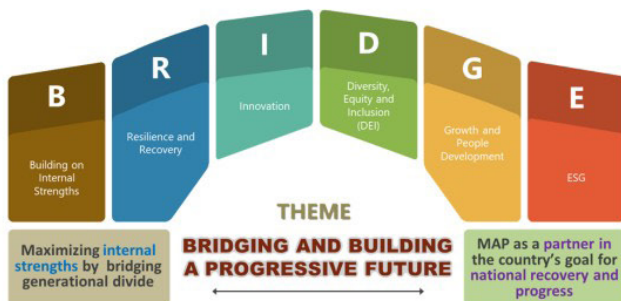 B
Building on
Internal
Strengths
R
Resilience and
Recovery
I
Innovation
D
Diversity,
Equity and
Inclusion
(DEI)
G
Growth and
People
Development
E
ESG
THEME
BRIDGING AND BUILDING
A PROGRESSIVE FUTURE
Maximizing internal
strengths by bridging
generational divide
MAP as a partner in
the country's goal for
national recovery and
progress